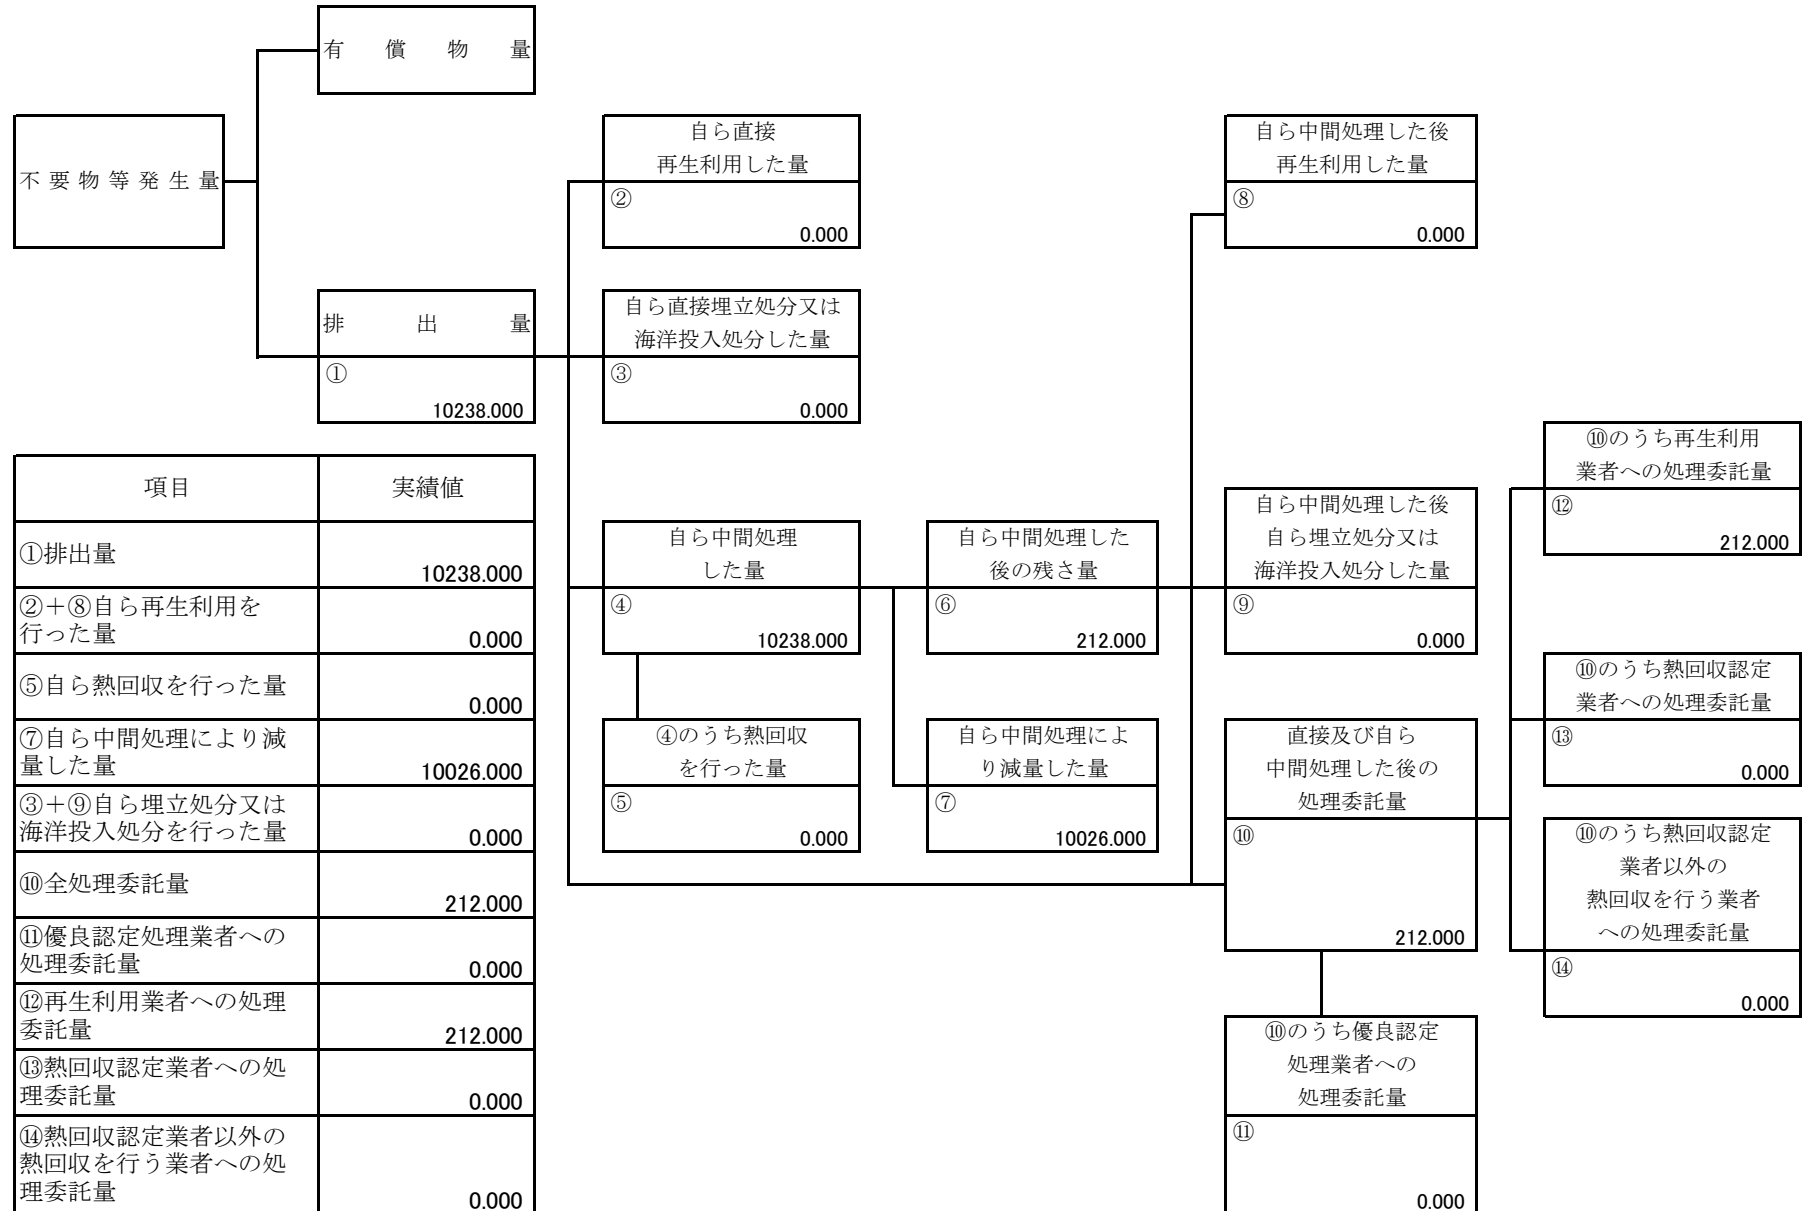 有償物量
不要物等発生量
自ら直接
再生利用した量
②
0.000
自ら中間処理した後
再生利用した量
⑧
0.000
排出量
①
10238.000
自ら直接埋立処分又は
海洋投入処分した量
③
0.000
項目 実績値
①排出量
10238.000
②＋⑧自ら再生利用を
行った量
0.000
⑤自ら熱回収を行った量
0.000
⑦自ら中間処理により減
量した量
10026.000
③＋⑨自ら埋立処分又は
海洋投入処分を行った量
0.000
⑩全処理委託量
212.000
⑪優良認定処理業者への
処理委託量
0.000
⑫再生利用業者への処理
委託量
212.000
⑬熱回収認定業者への処
理委託量
0.000
⑭熱回収認定業者以外の
熱回収を行う業者への処
理委託量
0.000
自ら中間処理
した量
④
10238.000
④のうち熱回収
を行った量
⑤
0.000
自ら中間処理した
後の残さ量
⑥
212.000
自ら中間処理によ
り減量した量
⑦
10026.000
自ら中間処理した後
自ら埋立処分又は
海洋投入処分した量
⑨
0.000
直接及び自ら
中間処理した後の
処理委託量
⑩
212.000
⑩のうち優良認定
処理業者への
処理委託量
⑪
0.000
⑩のうち再生利用
業者への処理委託量
⑫
212.000
⑩のうち熱回収認定
業者への処理委託量
⑬
0.000
⑩のうち熱回収認定
業者以外の
熱回収を行う業者
への処理委託量
⑭
0.000